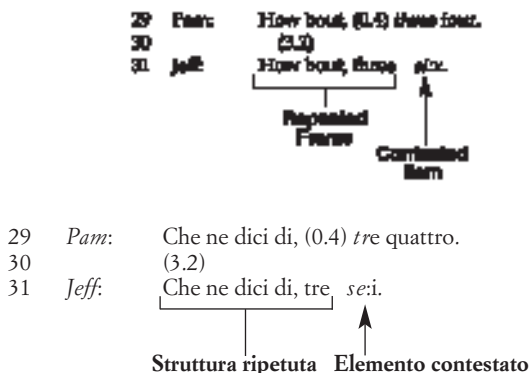 29 Pam: How bout, (0.4) three four.
30 (3.2)
31 Jeff: How bout, three six.
Repeated Contested
Frame Item
29 Pam: Che ne dici di, (0.4) tre quattro.
30 (3.2)
31 Jeff: Che ne dici di, tre se:i.
Struttura ripetuta Elemento contestato